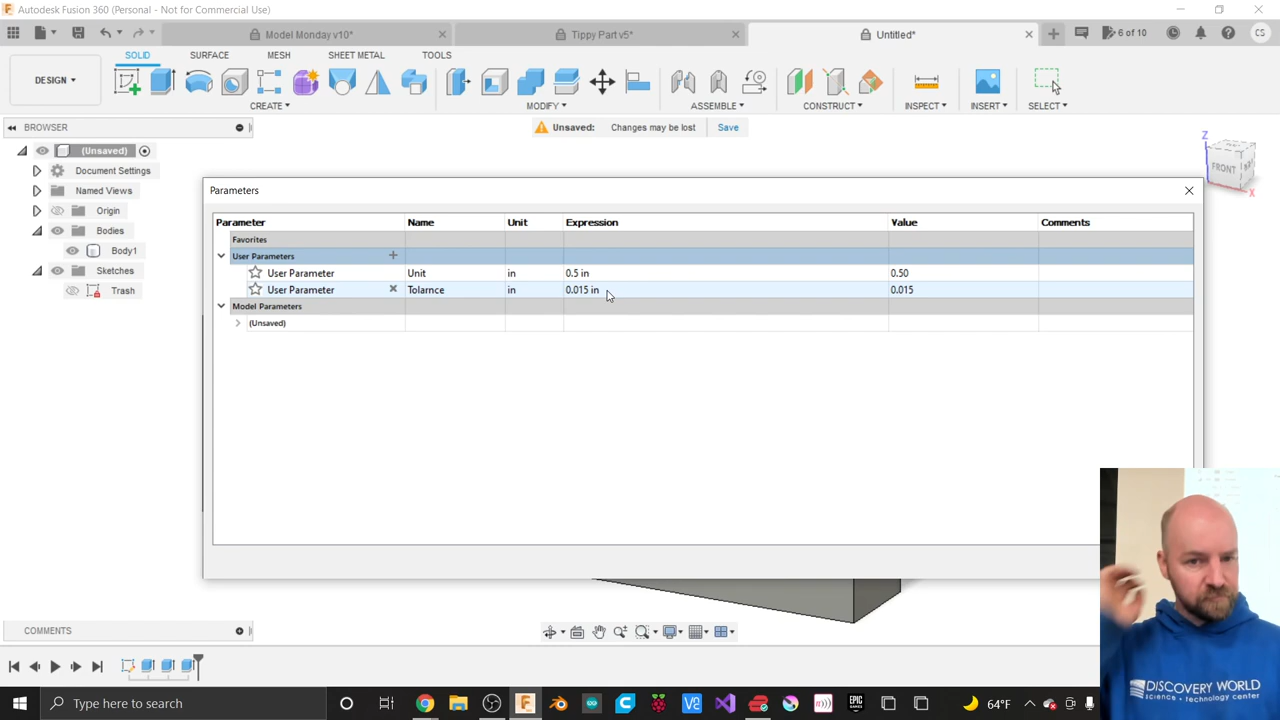 Autodesk Fusion 360 (Personal - Not for Commercial Use)
Model Monday v10*
Tippy Part v5*
Untitled*
6 of 10
CS
DESIGN
SOLID SURFACE MESH SHEET METAL TOOLS
CREATE MODIFY ASSEMBLE CONSTRUCT INSPECT INSERT SELECT
BROWSER
Unsaved: Changes may be lost Save
(Unsaved)
Document Settings
Named Views
Origin
Bodies
Body1
Sketches
Trash
Z
FRONT
X
Parameters
Parameter Name Unit Expression Value Comments
Favorites
User Parameters
User Parameter Unit in 0.5 in 0.50
User Parameter Tolarnce in 0.015 in 0.015
Model Parameters
(Unsaved)
COMMENTS
DISCOVERY WORLD
science + technology center
Type here to search
64°F